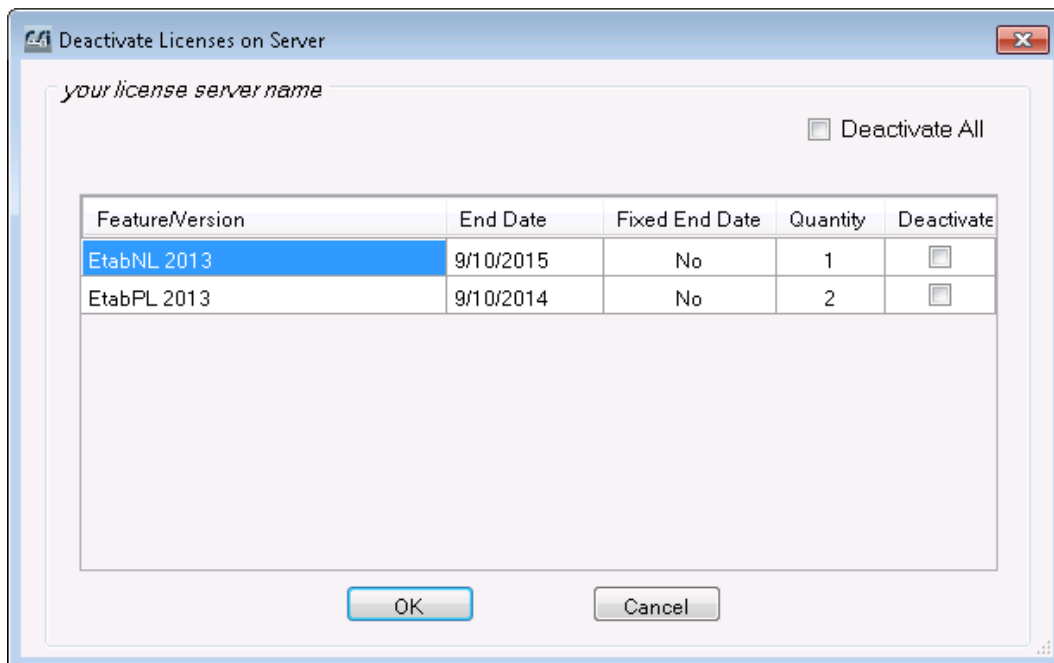 Deactivate Licenses on Server
your license server name
Deactivate All
Feature/Version End Date Fixed End Date Quantity Deactivate
EtabNL 2013 9/10/2015 No 1
EtabPL 2013 9/10/2014 No 2
OK Cancel